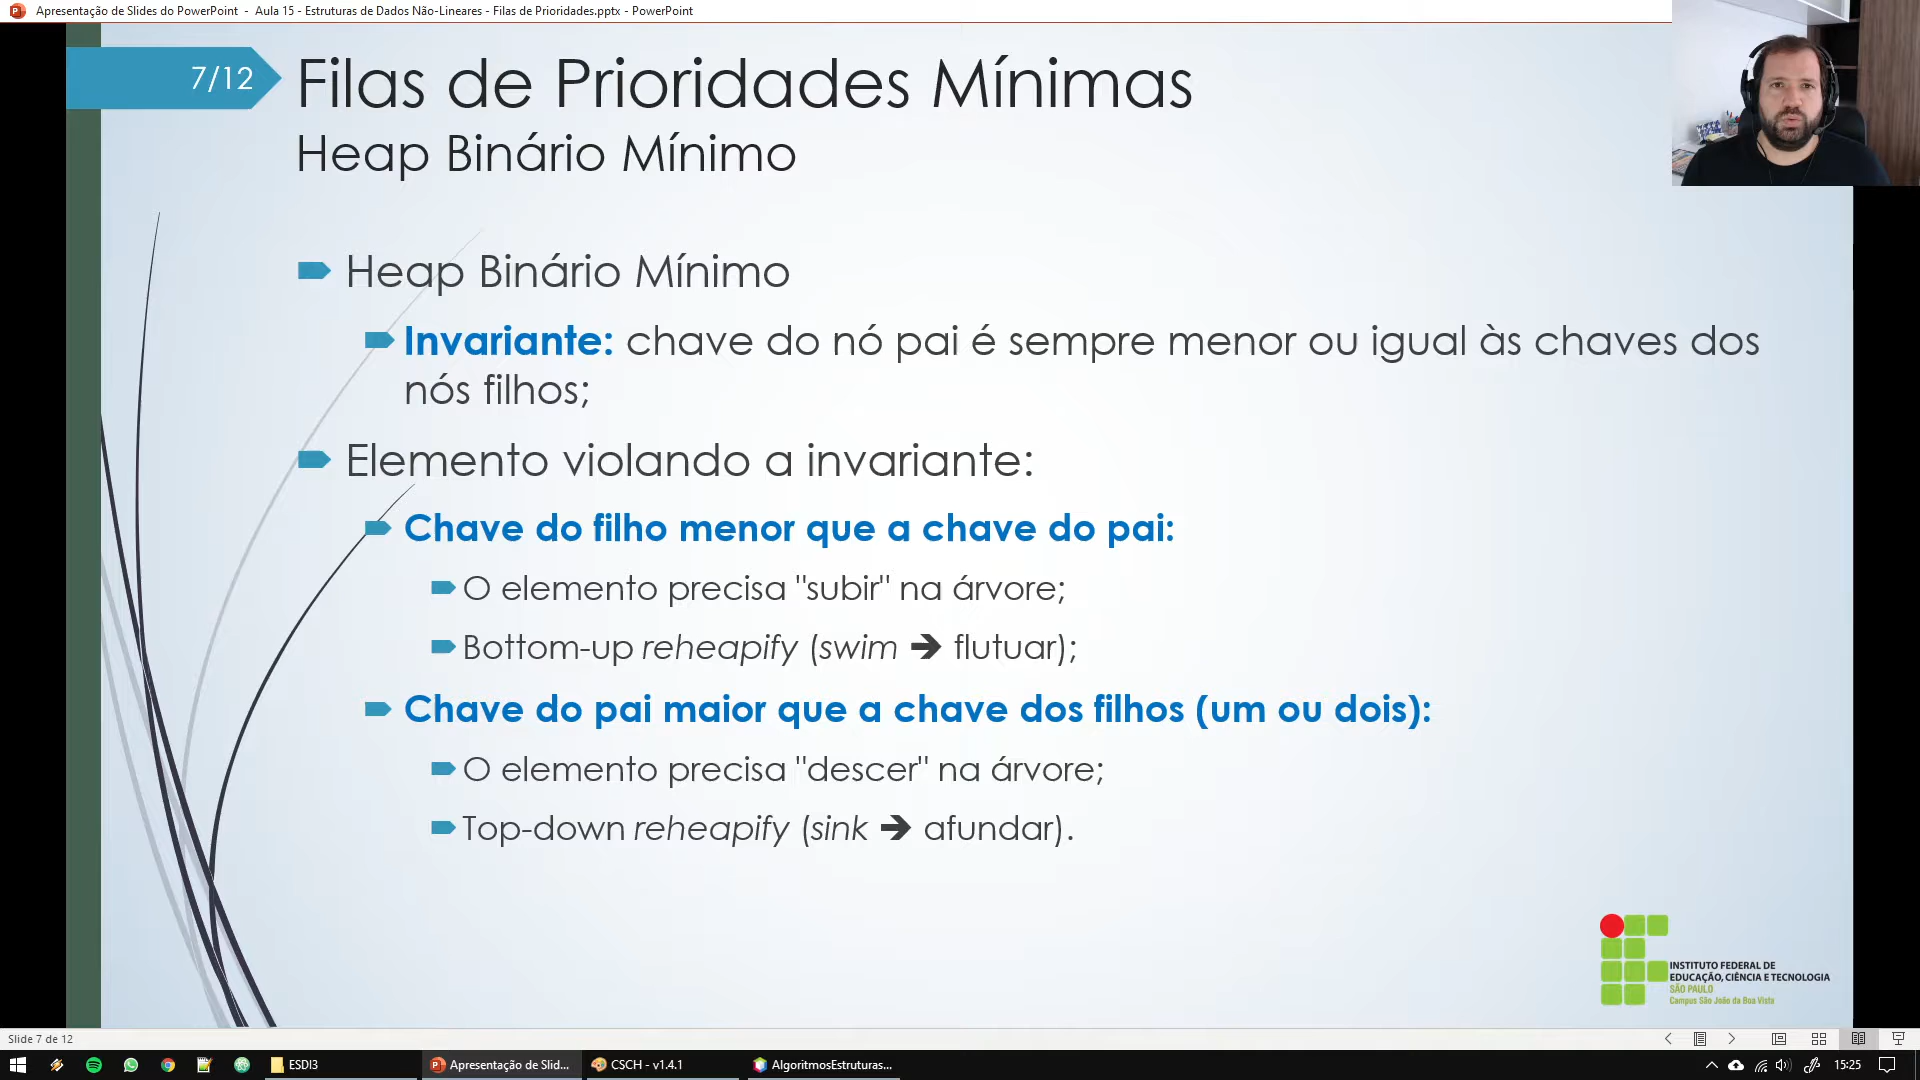 Apresentação de Slides do PowerPoint - Aula 15 - Estruturas de Dados Não-Lineares - Filas de Prioridades.pptx - PowerPoint
7/12
Filas de Prioridades Mínimas
Heap Binário Mínimo
Heap Binário Mínimo
Invariante: chave do nó pai é sempre menor ou igual às chaves dos
nós filhos;
Elemento violando a invariante:
Chave do filho menor que a chave do pai:
O elemento precisa "subir" na árvore;
Bottom-up reheapify (swim ➔ flutuar);
Chave do pai maior que a chave dos filhos (um ou dois):
O elemento precisa "descer" na árvore;
Top-down reheapify (sink ➔ afundar).
INSTITUTO FEDERAL DE
EDUCAÇÃO, CIÊNCIA E TECNOLOGIA
SÃO PAULO
Campus São João da Boa Vista
Slide 7 de 12
ESDI3
Apresentação de Slid...
CSCH - v1.4.1
AlgoritmosEstruturas...
15:25